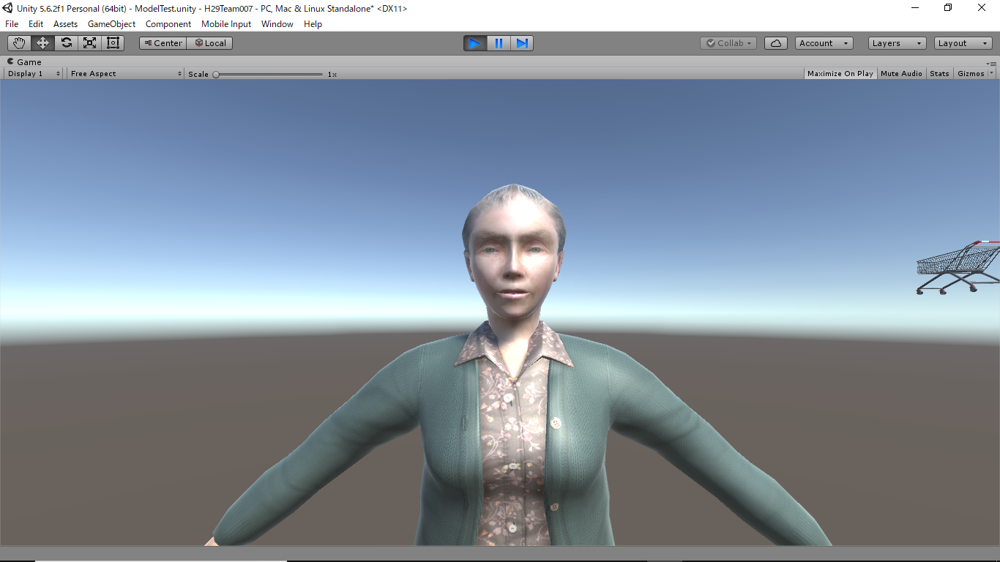 Unity 5.6.2f1 Personal (64bit) - ModelTest.unity - H29Team007 - PC, Mac & Linux Standalone* <DX11>
File Edit Assets GameObject Component Mobile Input Window Help
Center Local Collab Account Layers Layout
Game
Display 1 Free Aspect Scale 1x Maximize On Play Mute Audio Stats Gizmos